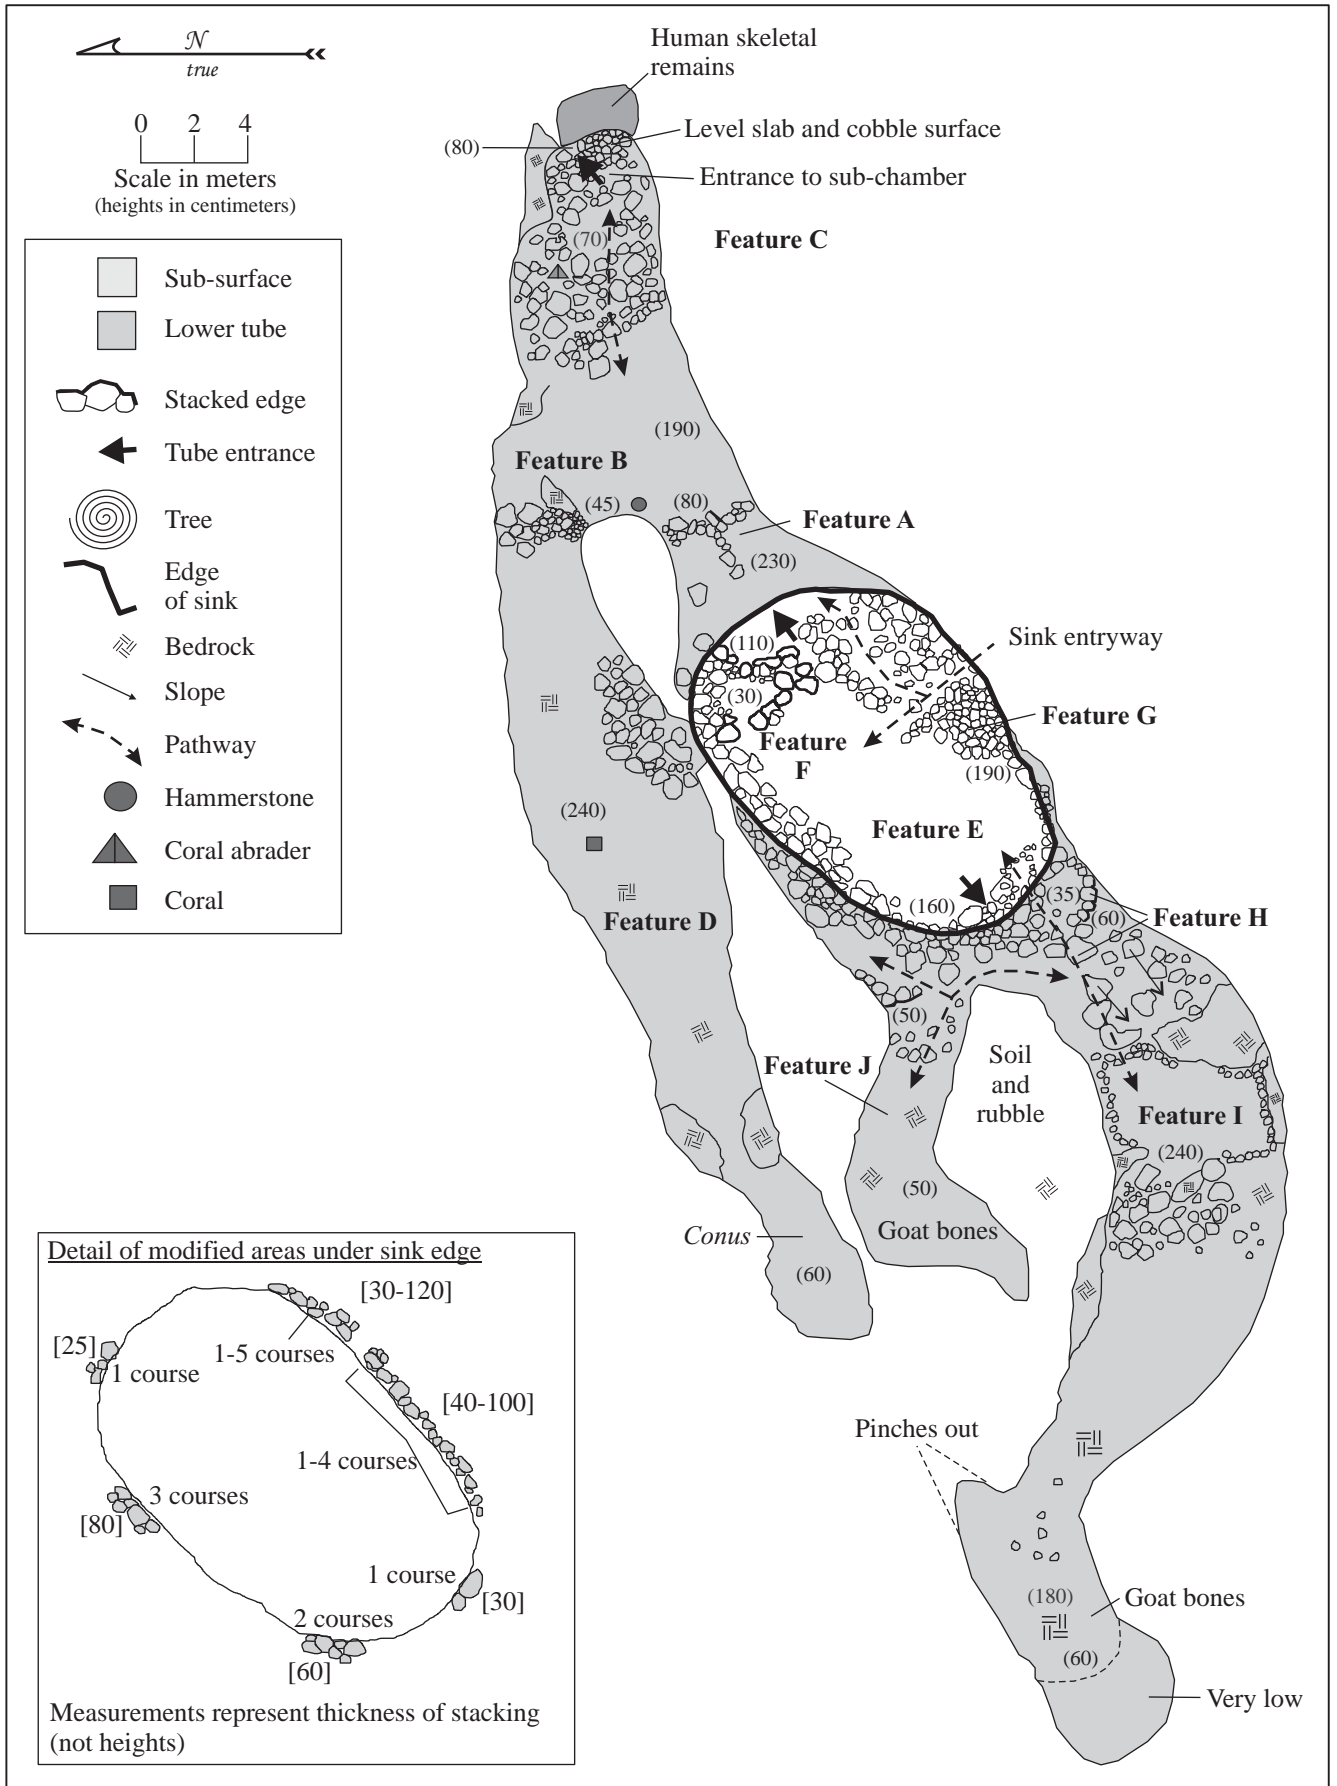 N
true
0 2 4
Scale in meters
(heights in centimeters)
Sub-surface
Lower tube
Stacked edge
Tube entrance
Tree
Edge
of sink
Bedrock
Slope
Pathway
Hammerstone
Coral abrader
Coral
Human skeletal
remains
Level slab and cobble surface
(80)
Entrance to sub-chamber
(70)
Feature C
(190)
Feature B
(45)
(80)
Feature A
(230)
Sink entryway
(110)
(30)
Feature G
Feature
F
(190)
(240)
Feature E
Feature D
(160)
(35)
(60)
Feature H
(50)
Feature J
Soil
and
rubble
Feature I
(240)
(50)
Goat bones
Conus
(60)
Pinches out
(180)
Goat bones
(60)
Very low
Detail of modified areas under sink edge
[30-120]
[25]
1-5 courses
1 course
[40-100]
1-4 courses
3 courses
[80]
1 course
[30]
2 courses
[60]
Measurements represent thickness of stacking
(not heights)